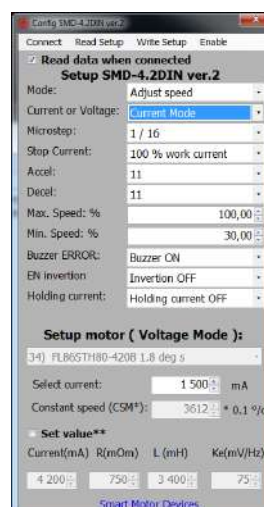 Config SMD-4.2DIN ver.2
Connect Read Setup Write Setup Enable
Read data when connected
Setup SMD-4.2DIN ver.2
Mode: Adjust speed
Current or Voltage: Current Mode
Microstep: 1 / 16
Stop Current: 100 % work current
Accel: 11
Decel: 11
Max. Speed: % 100,00
Min. Speed: % 30,00
Buzzer ERROR: Buzzer ON
EN invertion Invertion OFF
Holding current: Holding current OFF
Setup motor ( Voltage Mode ):
34) FL86STH80-4208 1.8 deg s
Select current: 1 500 mA
Constant speed (CSM*): 3612 * 0.1 %
Set value**
Current(mA) R(mOm) L (mH) Ke(mV/Hz)
4 200 750 3 400 75
Smart Motor Devices